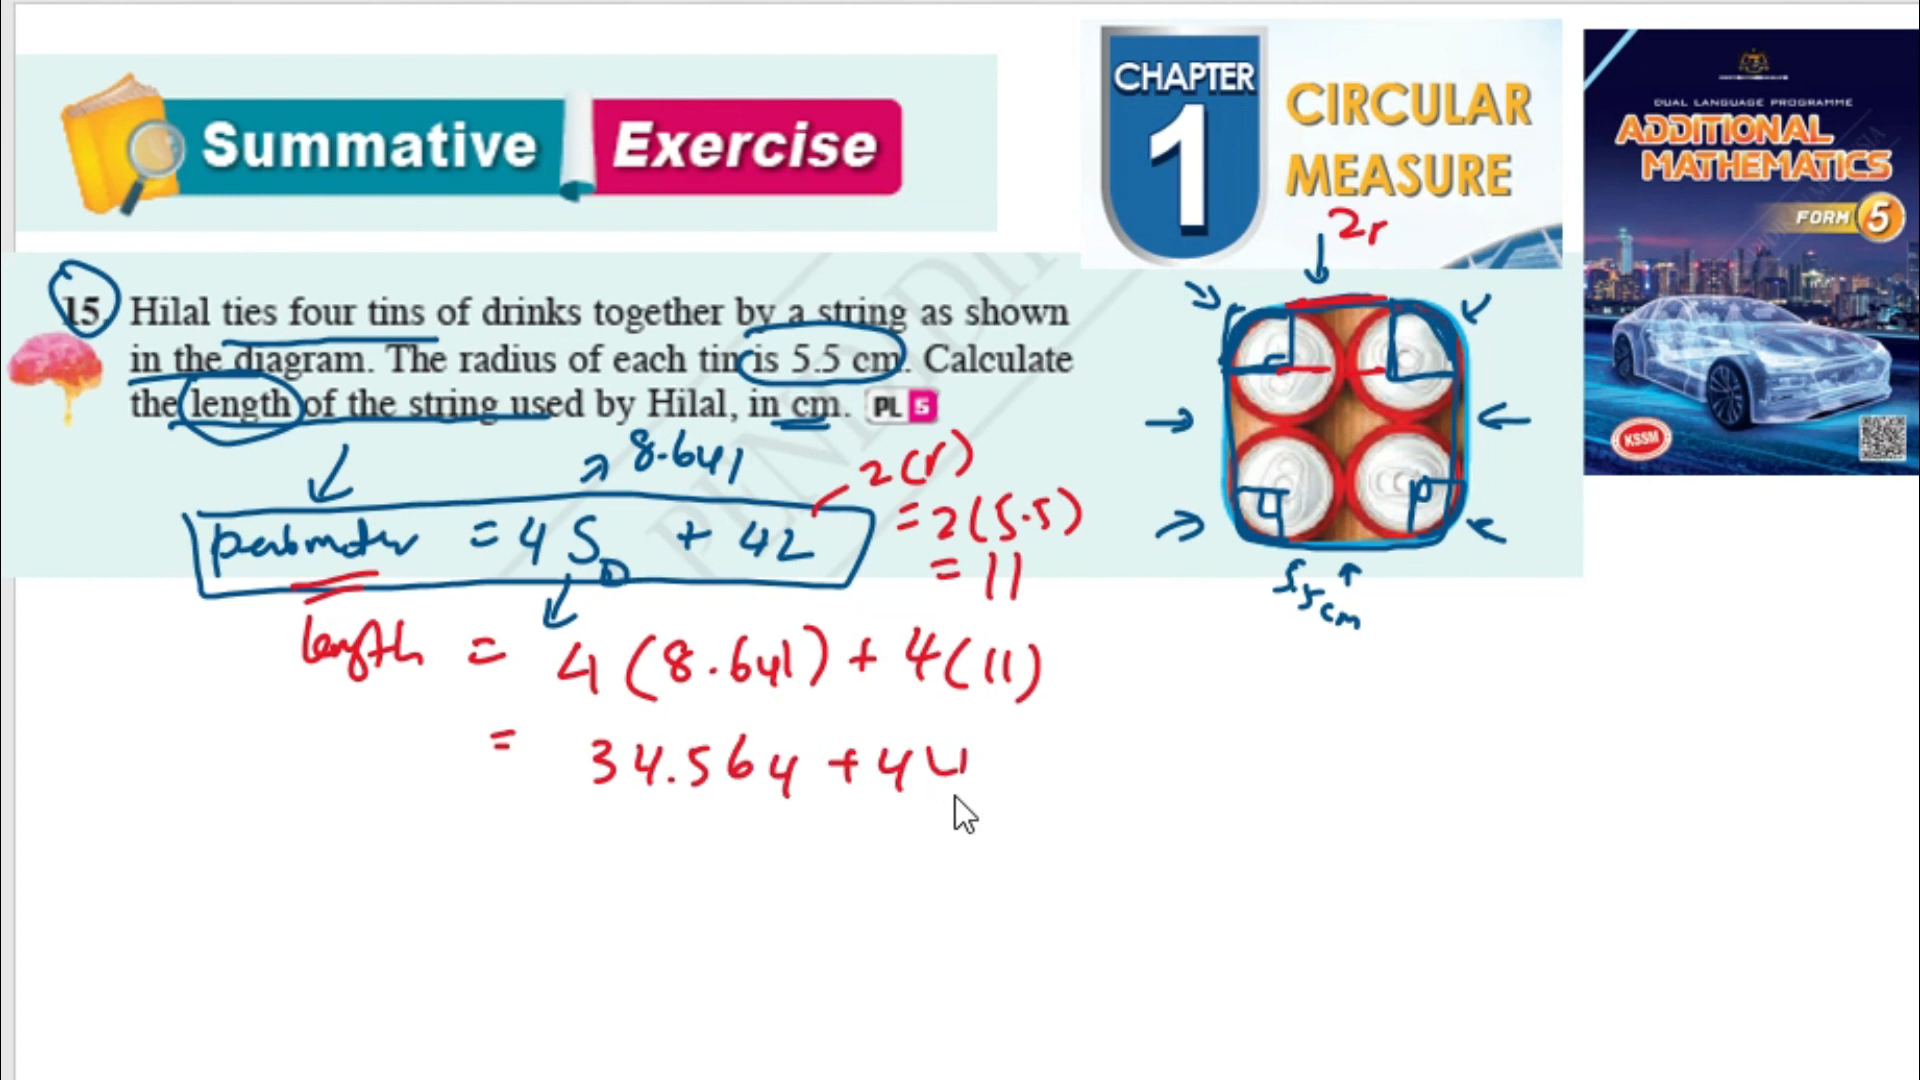 Summative Exercise
CHAPTER
1
CIRCULAR
MEASURE
DUAL LANGUAGE PROGRAMME
ADDITIONAL
MATHEMATICS
FORM 5
KSSM
2r
15. Hilal ties four tins of drinks together by a string as shown
in the diagram. The radius of each tin is 5.5 cm. Calculate
the length of the string used by Hilal, in cm. PL 5
8.641
2(r)
= 2(5.5)
= 11
perimeter = 4 S + 4L
5.5 cm
length = 4(8.641) + 4(11)
= 34.564 + 44